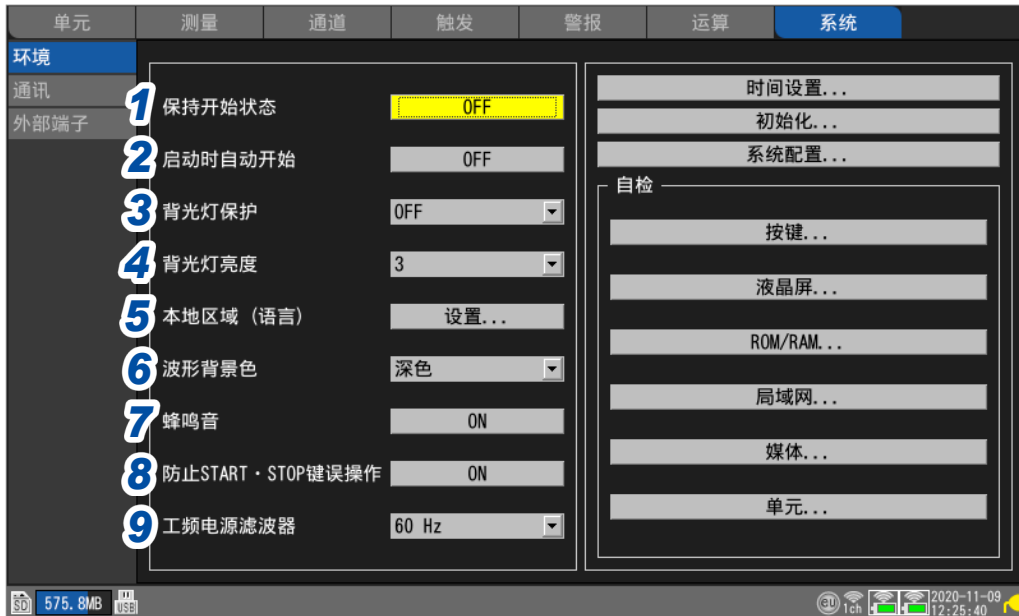 单元 测量 通道 触发 警报 运算 系统
环境
通讯
外部端子
1 保持开始状态 OFF
2 启动时自动开始 OFF
3 背光灯保护 OFF
4 背光灯亮度 3
5 本地区域（语言） 设置...
6 波形背景色 深色
7 蜂鸣音 ON
8 防止START・STOP键误操作 ON
9 工频电源滤波器 60 Hz
时间设置...
初始化...
系统配置...
自检
按键...
液晶屏...
ROM/RAM...
局域网...
媒体...
单元...
SD 575.8MB USB
EU 1ch 2020-11-09
12:25:40